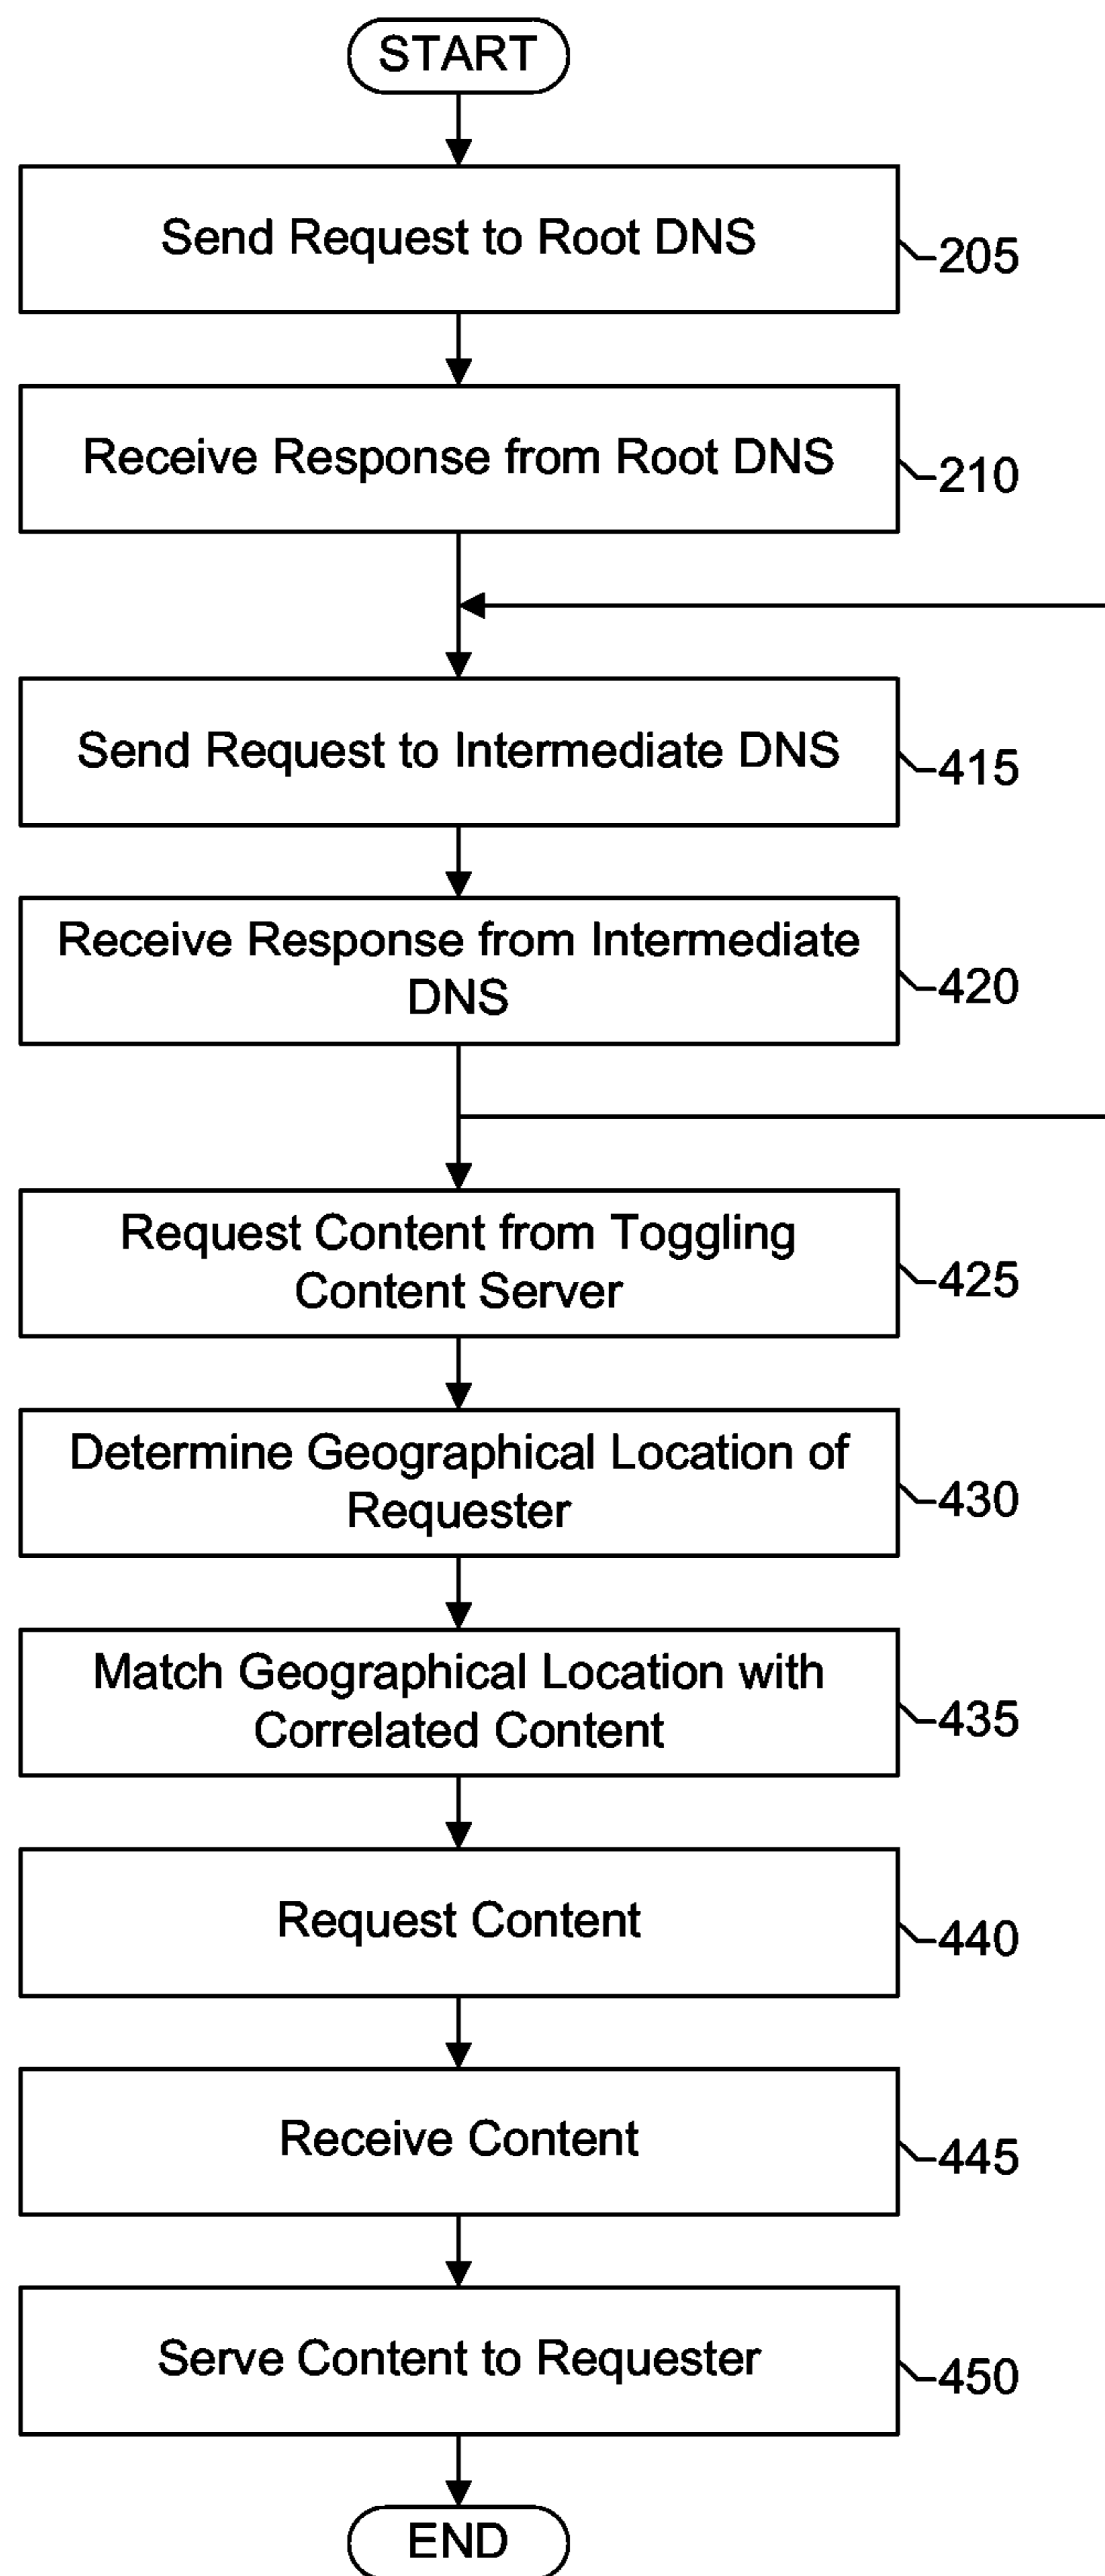 START
Send Request to Root DNS
205
Receive Response from Root DNS
210
Send Request to Intermediate DNS
415
Receive Response from Intermediate
DNS
420
Request Content from Toggling
Content Server
425
Determine Geographical Location of
Requester
430
Match Geographical Location with
Correlated Content
435
Request Content
440
Receive Content
445
Serve Content to Requester
450
END